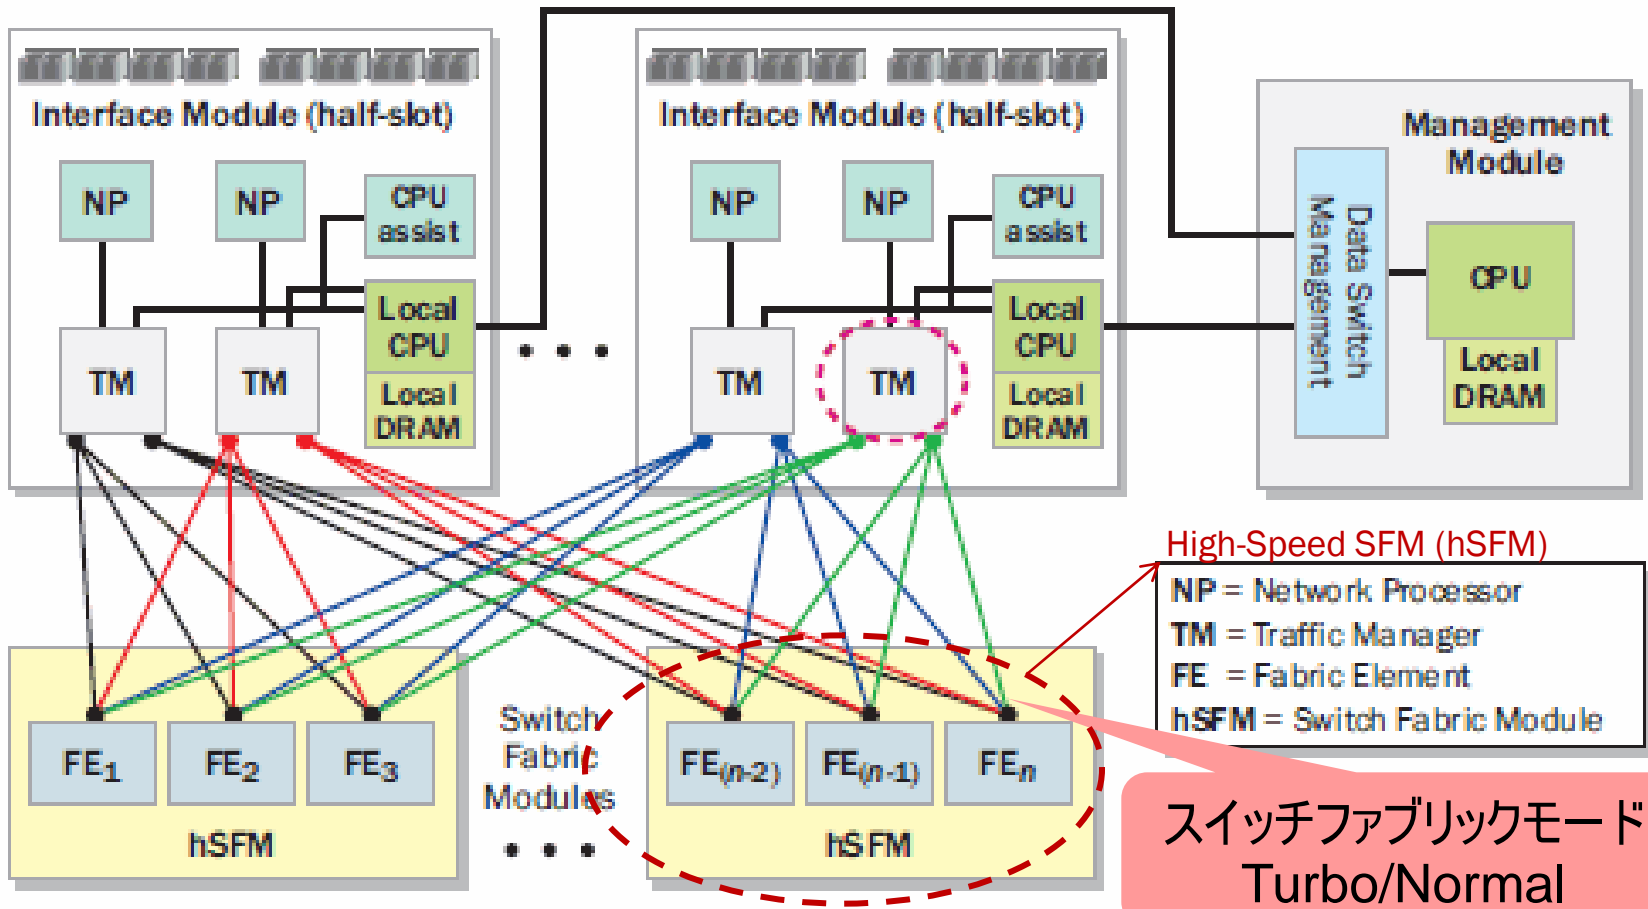 Interface Module (half-slot)
NP
NP
CPU
assist
Local
CPU
TM
TM
Local
DRAM
Interface Module (half-slot)
NP
NP
CPU
assist
Local
CPU
TM
TM
Local
DRAM
Management
Module
Data Switch
Management
CPU
Local
DRAM
High-Speed SFM (hSFM)
NP = Network Processor
TM = Traffic Manager
FE = Fabric Element
hSFM = Switch Fabric Module
FE1
FE2
FE3
hSFM
Switch
Fabric
Modules
FE(n-2)
FE(n-1)
FEn
hSFM
スイッチファブリックモード
Turbo/Normal